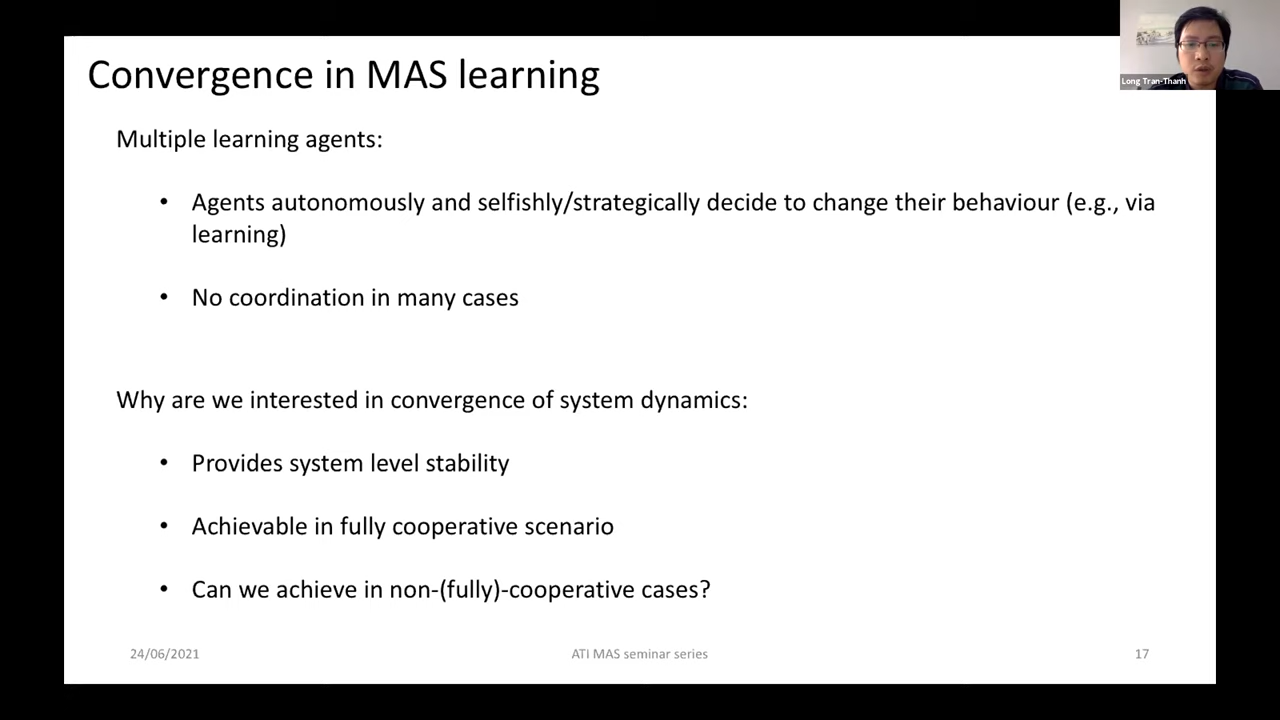 Convergence in MAS learning
Long Tran-Thanh
Multiple learning agents:
• Agents autonomously and selfishly/strategically decide to change their behaviour (e.g., via
learning)
• No coordination in many cases
Why are we interested in convergence of system dynamics:
• Provides system level stability
• Achievable in fully cooperative scenario
• Can we achieve in non-(fully)-cooperative cases?
24/06/2021
ATI MAS seminar series
17